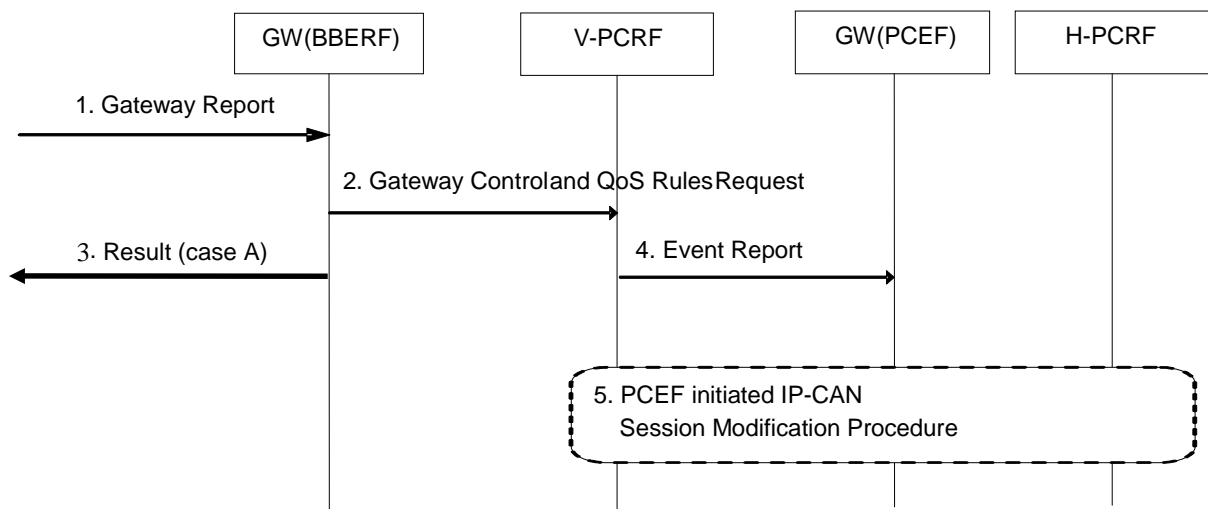 GW(BBERF)
V-PCRF
GW(PCEF)
H-PCRF
1. Gateway Report
2. Gateway Controland QoS RulesRequest
3. Result (case A)
4. Event Report
5. PCEF initiated IP-CAN
Session Modification Procedure